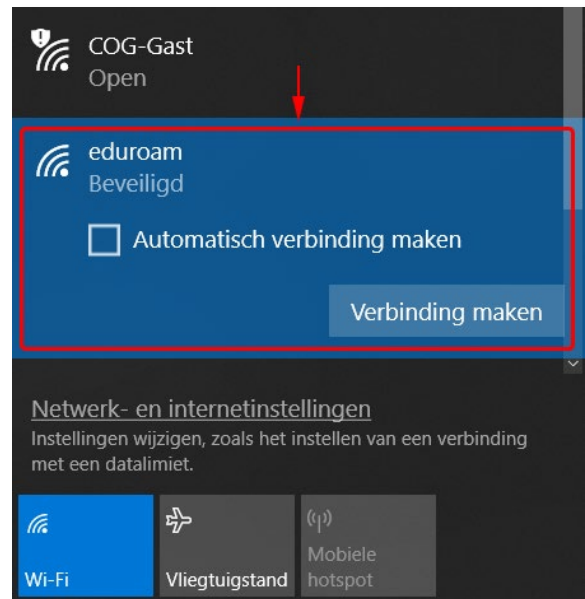 COG-Gast
Open
eduroam
Beveiligd
Automatisch verbinding maken
Verbinding maken
Netwerk- en internetinstellingen
Instellingen wijzigen, zoals het instellen van een verbinding
met een datalimiet.
Wi-Fi
Vliegtuigstand
Mobiele
hotspot